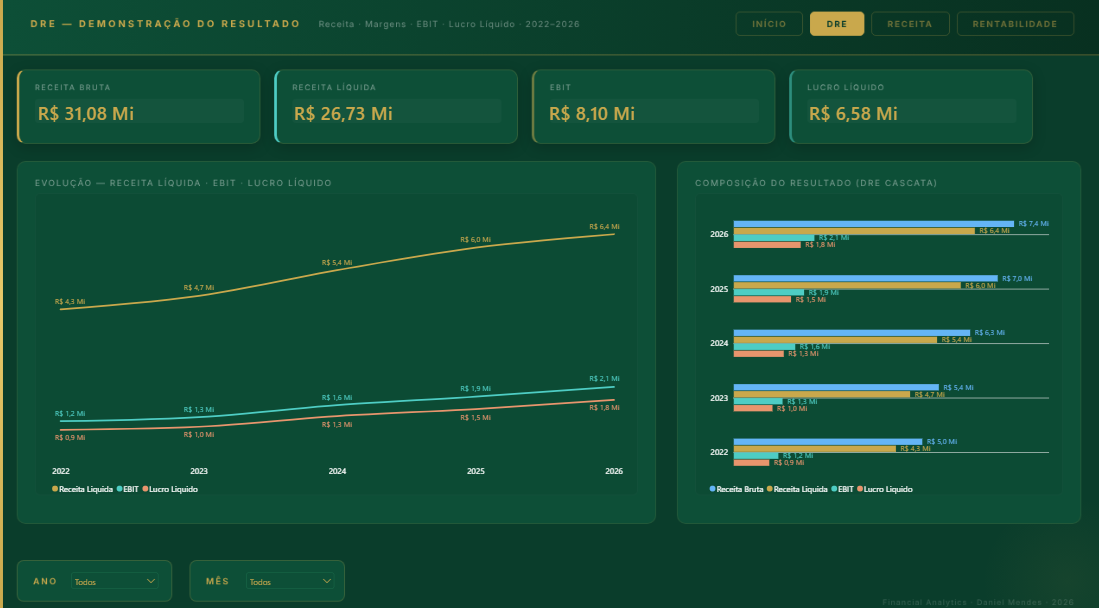 DRE — DEMONSTRAÇÃO DO RESULTADO
Receita · Margens · EBIT · Lucro Líquido · 2022–2026
INÍCIO
DRE
RECEITA
RENTABILIDADE
RECEITA BRUTA
R$ 31,08 Mi
RECEITA LÍQUIDA
R$ 26,73 Mi
EBIT
R$ 8,10 Mi
LUCRO LÍQUIDO
R$ 6,58 Mi
EVOLUÇÃO — RECEITA LÍQUIDA · EBIT · LUCRO LÍQUIDO
R$ 4,3 Mi
R$ 4,7 Mi
R$ 5,4 Mi
R$ 6,0 Mi
R$ 6,4 Mi
R$ 1,2 Mi
R$ 1,3 Mi
R$ 1,6 Mi
R$ 1,9 Mi
R$ 2,1 Mi
R$ 0,9 Mi
R$ 1,0 Mi
R$ 1,3 Mi
R$ 1,5 Mi
R$ 1,8 Mi
2022 2023 2024 2025 2026
Receita Liquida EBIT Lucro Liquido
COMPOSIÇÃO DO RESULTADO (DRE CASCATA)
2026
R$ 7,4 Mi
R$ 6,4 Mi
R$ 2,1 Mi
R$ 1,8 Mi
2025
R$ 7,0 Mi
R$ 6,0 Mi
R$ 1,9 Mi
R$ 1,5 Mi
2024
R$ 6,3 Mi
R$ 5,4 Mi
R$ 1,6 Mi
R$ 1,3 Mi
2023
R$ 5,4 Mi
R$ 4,7 Mi
R$ 1,3 Mi
R$ 1,0 Mi
2022
R$ 5,0 Mi
R$ 4,3 Mi
R$ 1,2 Mi
R$ 0,9 Mi
Receita Bruta Receita Liquida EBIT Lucro Liquido
ANO
Todos
MÊS
Todos
Financial Analytics · Daniel Mendes · 2026